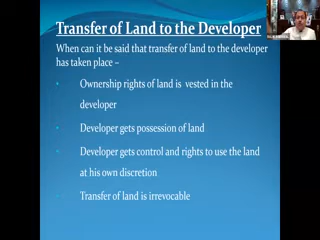 Transfer of Land to the Developer
When can it be said that transfer of land to the developer
has taken place –
• Ownership rights of land is vested in the
developer
• Developer gets possession of land
• Developer gets control and rights to use the land
at his own discretion
• Transfer of land is irrevocable